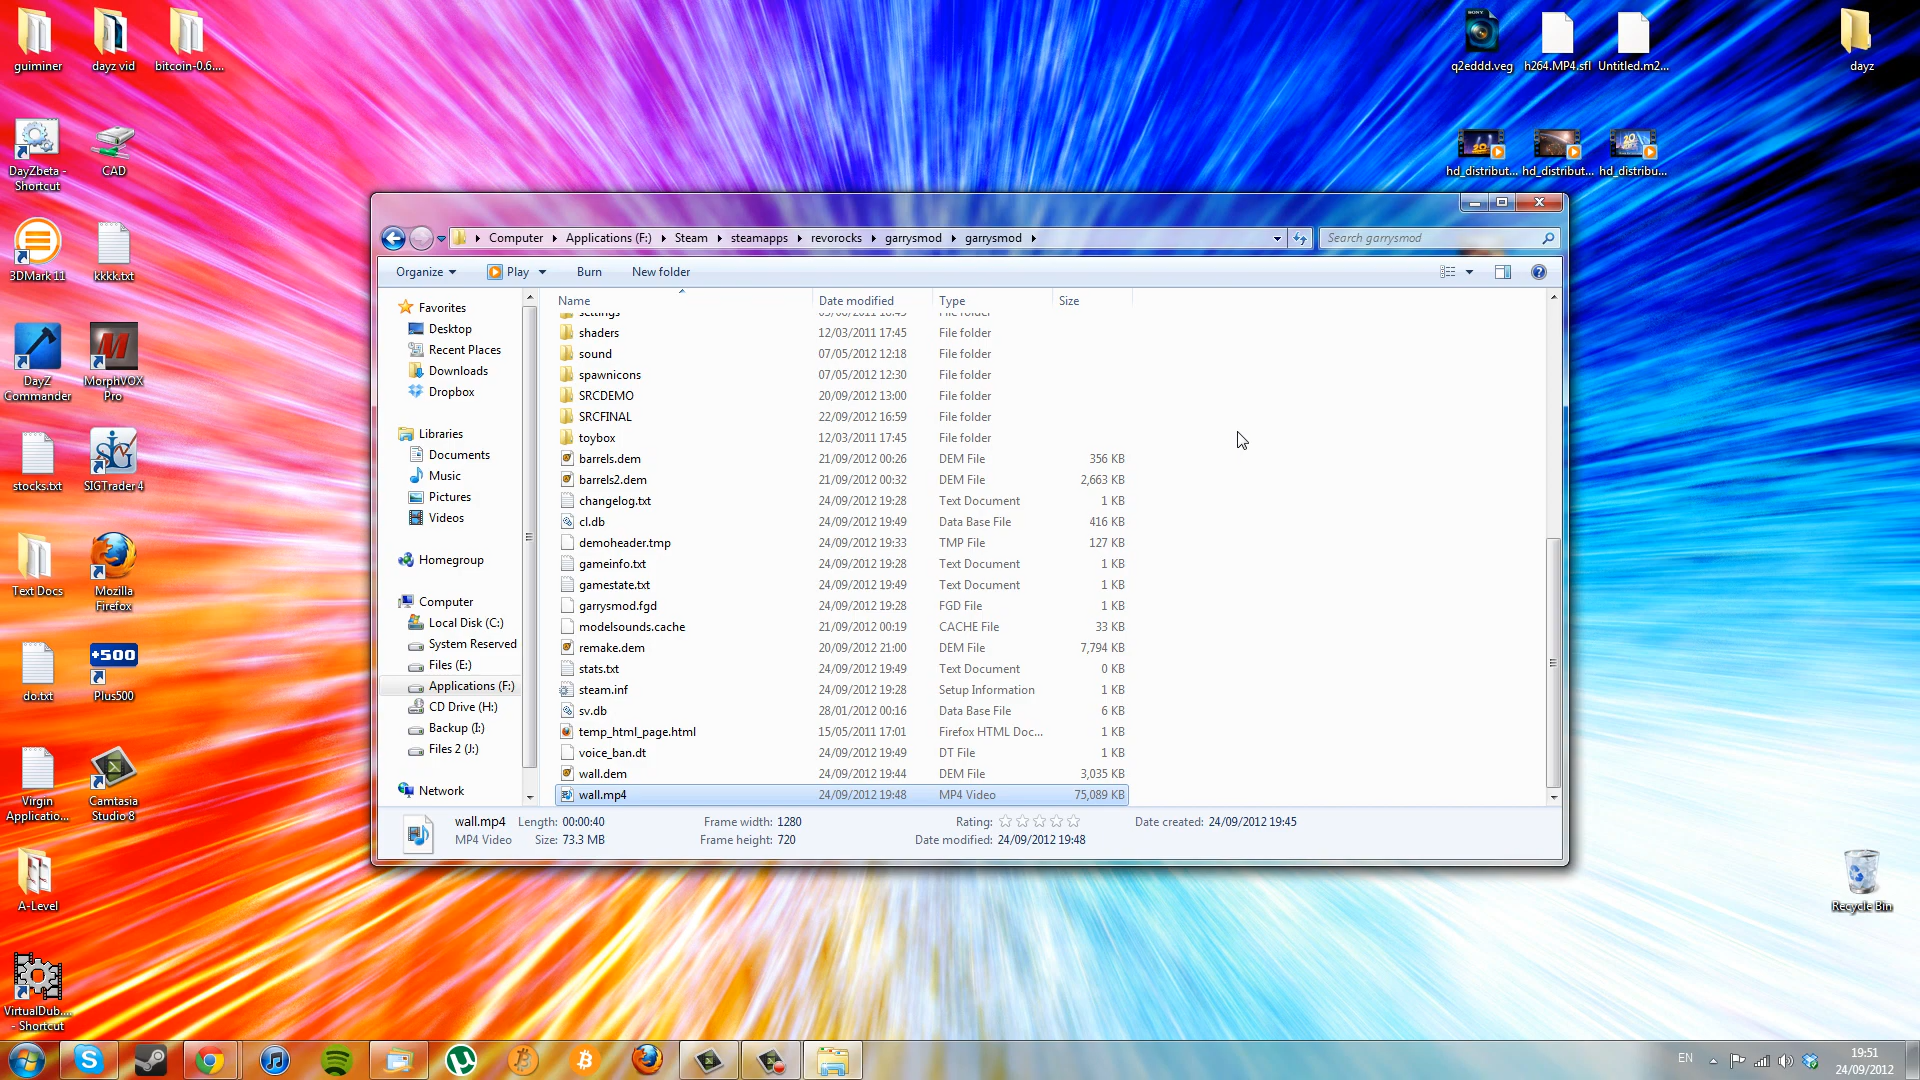 guiminer
dayz vid
bitcoin-0.6....
q2eddd.veg
h264.MP4.sfl
Untitled.m2...
dayz
DayZbeta - Shortcut
CAD
hd_distribut...
hd_distribut...
hd_distribu...
3DMark 11
kkkk.txt
DayZ Commander
MorphVOX Pro
stocks.txt
SIGTrader4
Text Docs
Mozilla Firefox
do.txt
+500
Plus500
Virgin Applicatio...
Camtasia Studio 8
A-Level
VirtualDub.... - Shortcut
Recycle Bin
Computer
Applications (F:)
Steam
steamapps
revorocks
garrysmod
garrysmod
Search garrysmod
Organize
Play
Burn
New folder
Favorites
Desktop
Recent Places
Downloads
Dropbox
Libraries
Documents
Music
Pictures
Videos
Homegroup
Computer
Local Disk (C:)
System Reserved
Files (E:)
Applications (F:)
CD Drive (H:)
Backup (I:)
Files 2 (J:)
Network
Name Date modified Type Size
settings File folder
shaders 12/03/2011 17:45 File folder
sound 07/05/2012 12:18 File folder
spawnicons 07/05/2012 12:30 File folder
SRCDEMO 20/09/2012 13:00 File folder
SRCFINAL 22/09/2012 16:59 File folder
toybox 12/03/2011 17:45 File folder
barrels.dem 21/09/2012 00:26 DEM File 356 KB
barrels2.dem 21/09/2012 00:32 DEM File 2,663 KB
changelog.txt 24/09/2012 19:28 Text Document 1 KB
cl.db 24/09/2012 19:49 Data Base File 416 KB
demoheader.tmp 24/09/2012 19:33 TMP File 127 KB
gameinfo.txt 24/09/2012 19:28 Text Document 1 KB
gamestate.txt 24/09/2012 19:49 Text Document 1 KB
garrysmod.fgd 24/09/2012 19:28 FGD File 1 KB
modelsounds.cache 21/09/2012 00:19 CACHE File 33 KB
remake.dem 20/09/2012 21:00 DEM File 7,794 KB
stats.txt 24/09/2012 19:49 Text Document 0 KB
steam.inf 24/09/2012 19:28 Setup Information 1 KB
sv.db 28/01/2012 00:16 Data Base File 6 KB
temp_html_page.html 15/05/2011 17:01 Firefox HTML Doc... 1 KB
voice_ban.dt 24/09/2012 19:49 DT File 1 KB
wall.dem 24/09/2012 19:44 DEM File 3,035 KB
wall.mp4 24/09/2012 19:48 MP4 Video 75,089 KB
wall.mp4 Length: 00:00:40 Frame width: 1280 Rating: Date created: 24/09/2012 19:45
MP4 Video Size: 73.3 MB Frame height: 720 Date modified: 24/09/2012 19:48
EN
19:51
24/09/2012